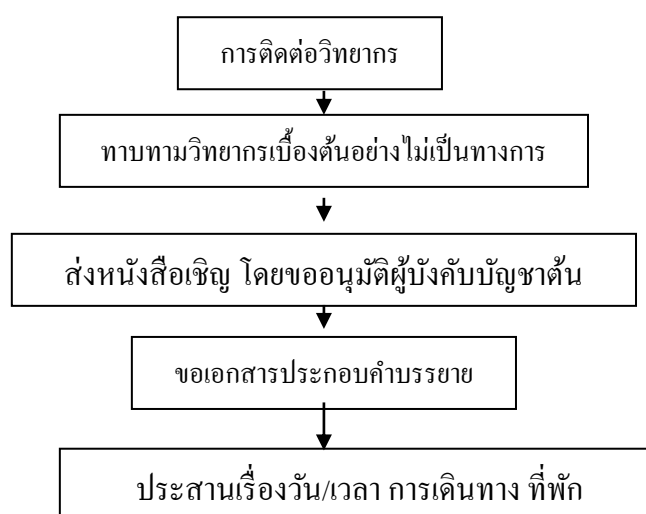 การติดต่อวิทยากร
ทาบทามวิทยากรเบื้องต้นอย่างไม่เป็นทางการ
ส่งหนังสือเชิญ โดยขออนุมัติผู้บังคับบัญชาต้น
ขอเอกสารประกอบคำบรรยาย
ประสานเรื่องวัน/เวลา การเดินทาง ที่พัก